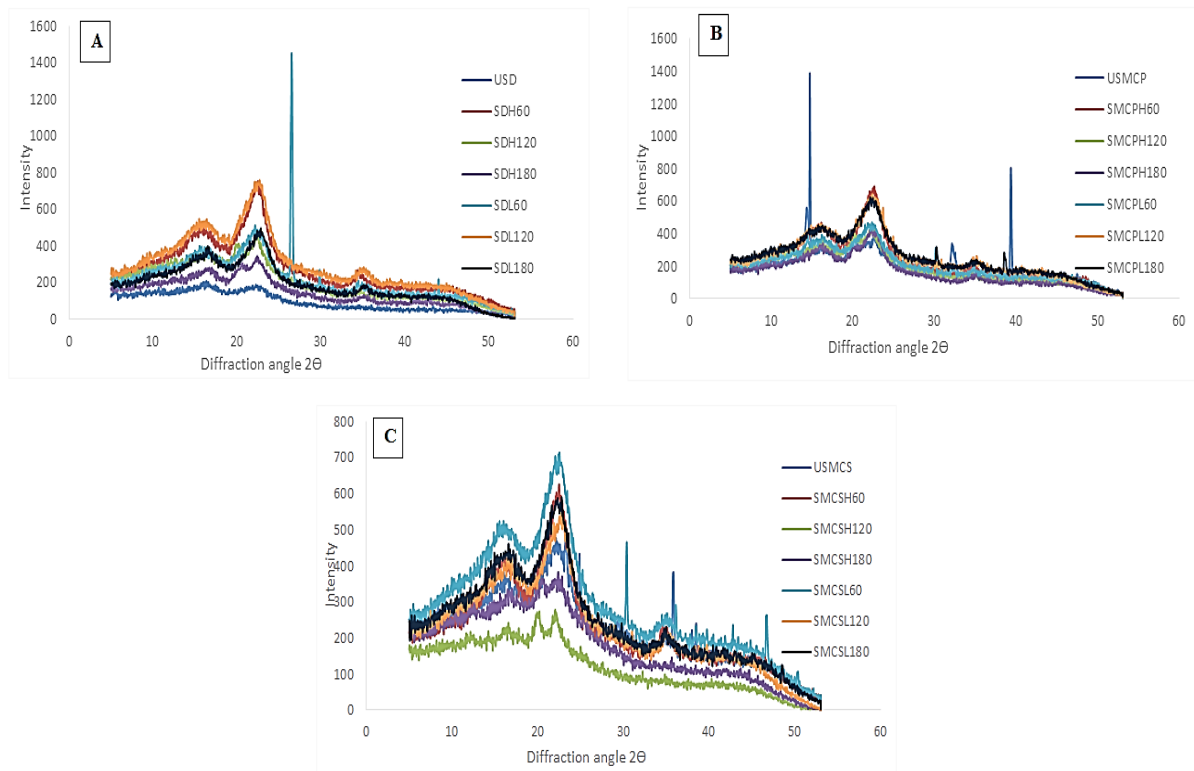 A
Intensity
1600
1400
1200
1000
800
600
400
200
0
0 10 20 30 40 50 60
Diffraction angle 2Θ
USD
SDH60
SDH120
SDH180
SDL60
SDL120
SDL180
B
Intensity
1600
1400
1200
1000
800
600
400
200
0
0 10 20 30 40 50 60
Diffraction angle 2Θ
USMCP
SMCPH60
SMCPH120
SMCPH180
SMCPL60
SMCPL120
SMCPL180
C
Intensity
800
700
600
500
400
300
200
100
0
0 10 20 30 40 50 60
Diffraction angle 2Θ
USMCS
SMCSH60
SMCSH120
SMCSH180
SMCSL60
SMCSL120
SMCSL180